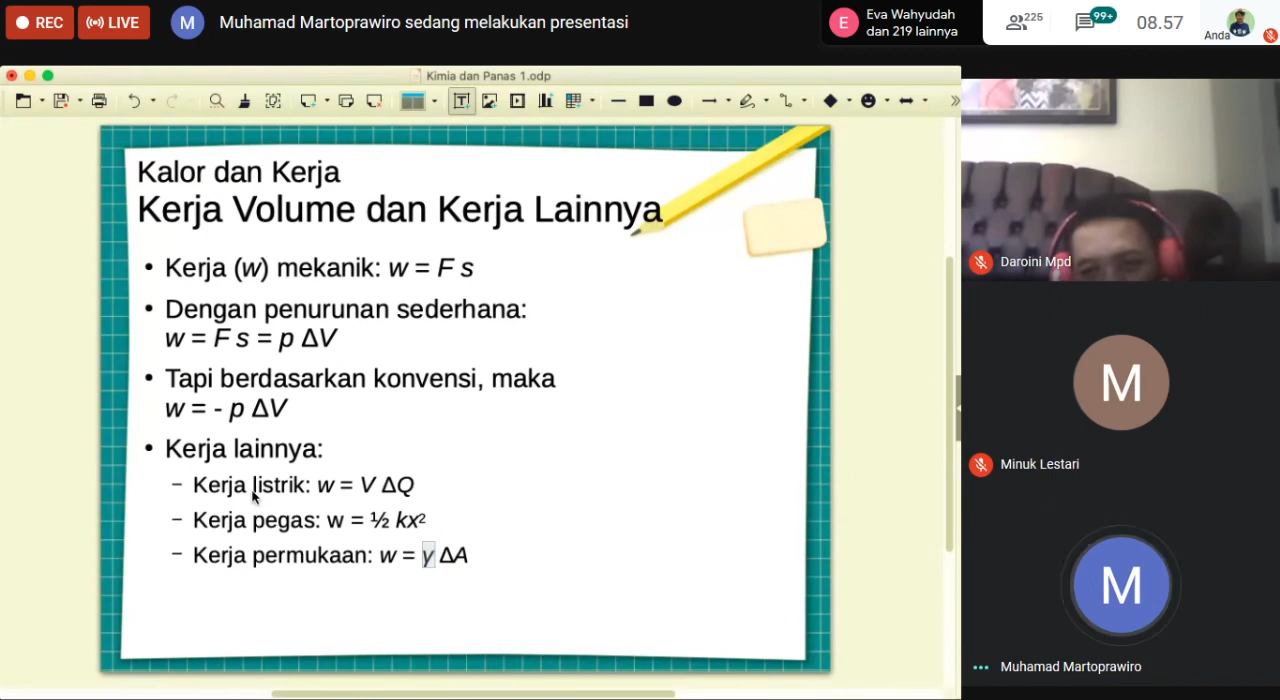 REC
LIVE
M
Muhamad Martoprawiro sedang melakukan presentasi
E
Eva Wahyudah
dan 219 lainnya
225
99+
08.57
Anda
Kimia dan Panas 1.odp
Kalor dan Kerja
Kerja Volume dan Kerja Lainnya
• Kerja (w) mekanik: w = F s
• Dengan penurunan sederhana:
w = F s = p ΔV
• Tapi berdasarkan konvensi, maka
w = - p ΔV
• Kerja lainnya:
– Kerja listrik: w = V ΔQ
– Kerja pegas: w = ½ kx²
– Kerja permukaan: w = γ ΔA
Daroini Mpd
M
Minuk Lestari
M
Muhamad Martoprawiro